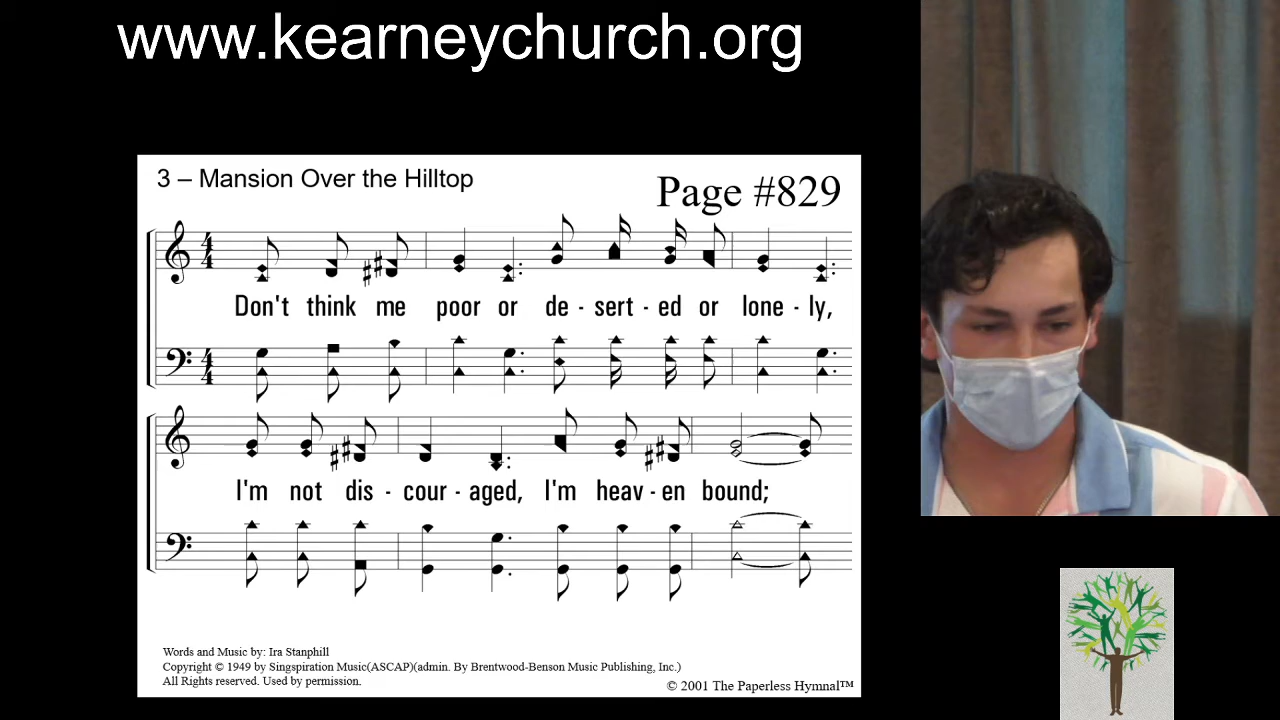 www.kearneychurch.org
3 – Mansion Over the Hilltop
Page #829
Don't think me poor or de - sert - ed or lone - ly,
I'm not dis - cour - aged, I'm heav - en bound;
Words and Music by: Ira Stanphill
Copyright © 1949 by Singspiration Music(ASCAP)(admin. By Brentwood-Benson Music Publishing, Inc.)
All Rights reserved. Used by permission.
© 2001 The Paperless Hymnal™